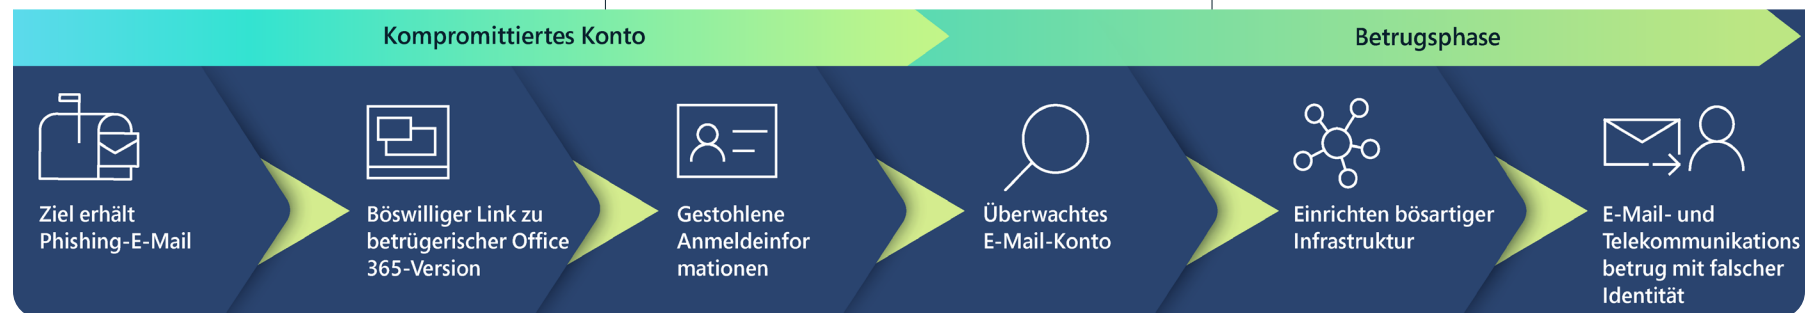 Kompromittiertes Konto
Betrugsphase
Ziel erhält
Phishing-E-Mail
Böswilliger Link zu
betrügerischer Office
365-Version
Gestohlene
Anmeldeinfor
mationen
Überwachtes
E-Mail-Konto
Einrichten bösartiger
Infrastruktur
E-Mail- und
Telekommunikations
betrug mit falscher
Identität